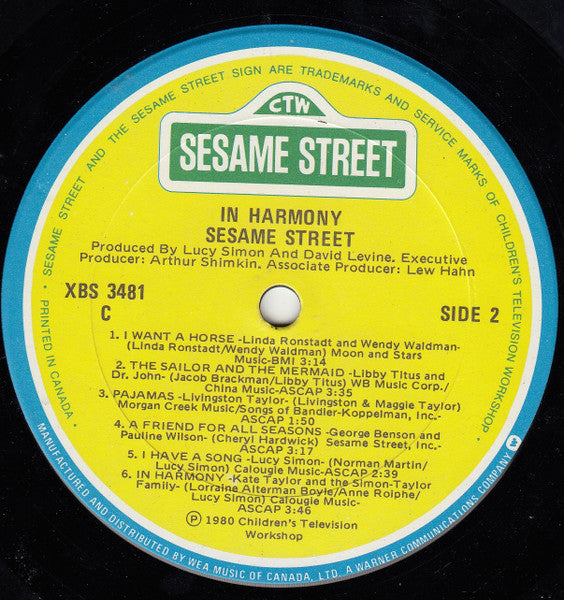 • SESAME STREET AND THE SESAME STREET SIGN ARE TRADEMARKS AND SERVICE MARKS OF CHILDREN'S TELEVISION WORKSHOP •
CTW
SESAME STREET
IN HARMONY
SESAME STREET
Produced By Lucy Simon And David Levine. Executive
Producer: Arthur Shimkin. Associate Producer: Lew Hahn
XBS 3481
SIDE 2
C
1. I WANT A HORSE -Linda Ronstadt and Wendy Waldman-
(Linda Ronstadt/Wendy Waldman) Moon and Stars
Music-BMI 3:14
2. THE SAILOR AND THE MERMAID -Libby Titus and
Dr. John- (Jacob Brackman/Libby Titus) WB Music Corp./
China Music-ASCAP 3:35
3. PAJAMAS -Livingston Taylor- (Livingston & Maggie Taylor)
Morgan Creek Music/Songs of Bandler-Koppelman, Inc.-
ASCAP 1:50
4. A FRIEND FOR ALL SEASONS -George Benson and
Pauline Wilson- (Cheryl Hardwick) Sesame Street, Inc.-
ASCAP 3:17
5. I HAVE A SONG -Lucy Simon- (Norman Martin/
Lucy Simon) Calougie Music-ASCAP 2:39
6. IN HARMONY -Kate Taylor and the Simon-Taylor
Family- (Lorraine Alterman Boyle/Anne Roiphe/
Lucy Simon) Calougie Music-
ASCAP 3:46
℗ 1980 Children's Television
Workshop
• PRINTED IN CANADA •
MANUFACTURED AND DISTRIBUTED BY WEA MUSIC OF CANADA, LTD. A WARNER COMMUNICATIONS COMPANY